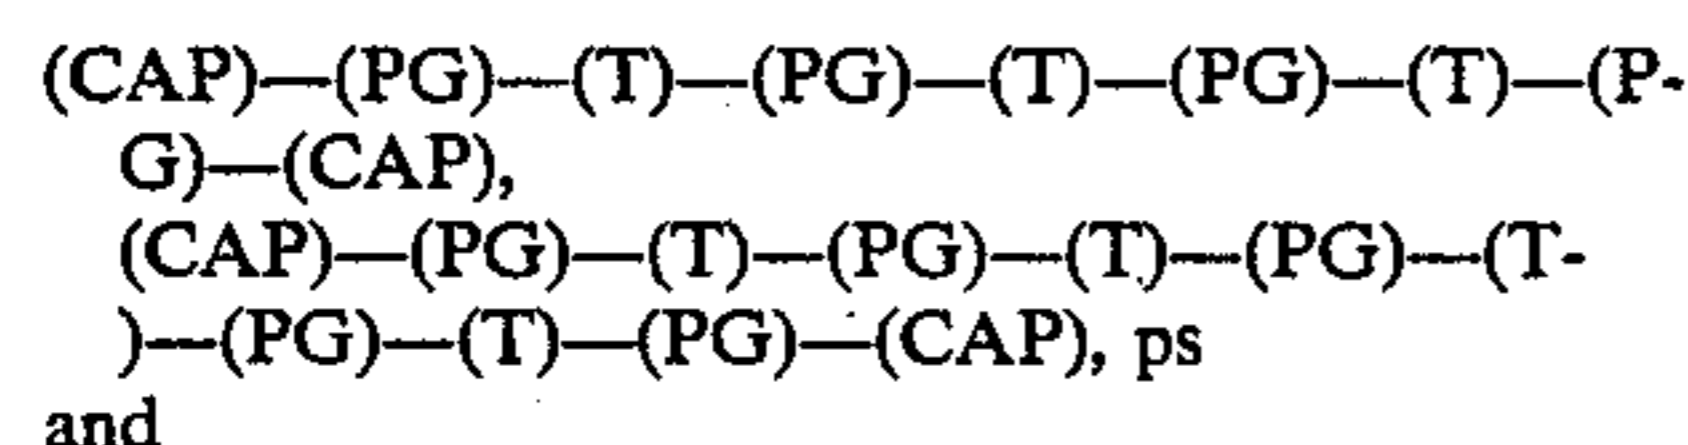 (CAP)—(PG)—(T)—(PG)—(T)—(PG)—(T)—(P-
G)—(CAP),
(CAP)—(PG)—(T)—(PG)—(T)—(PG)—(T-
)—(PG)—(T)—(PG)—(CAP), ps
and